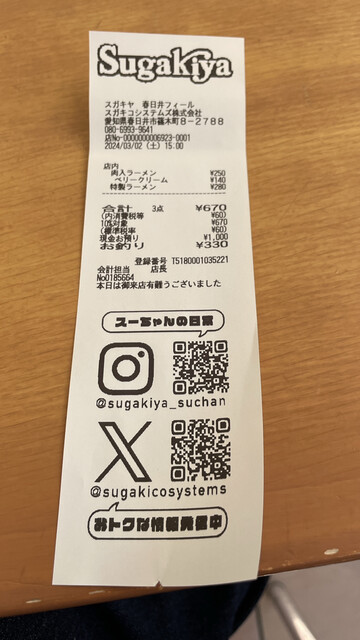 Sugakiya
スガキヤ 春日井フィール
スガキコシステムズ株式会社
愛知県春日井市篠木町8-2788
080-6993-9641
店No-0000000006923-0001
2024/03/02 (土) 15:00
店内
肉入ラーメン ¥250
ベリークリーム ¥140
特製ラーメン ¥280
合計 3点 ¥670
(内消費税等 ¥60)
10%対象 ¥670
(標準税率 ¥60)
現金お預り ¥1,000
お釣り ¥330
登録番号 T5180001035221
会計担当 店長
No0185664
本日は御来店有難うございました
スーちゃんの日常
@sugakiya_suchan
@sugakicosystems
おトクな情報発信中